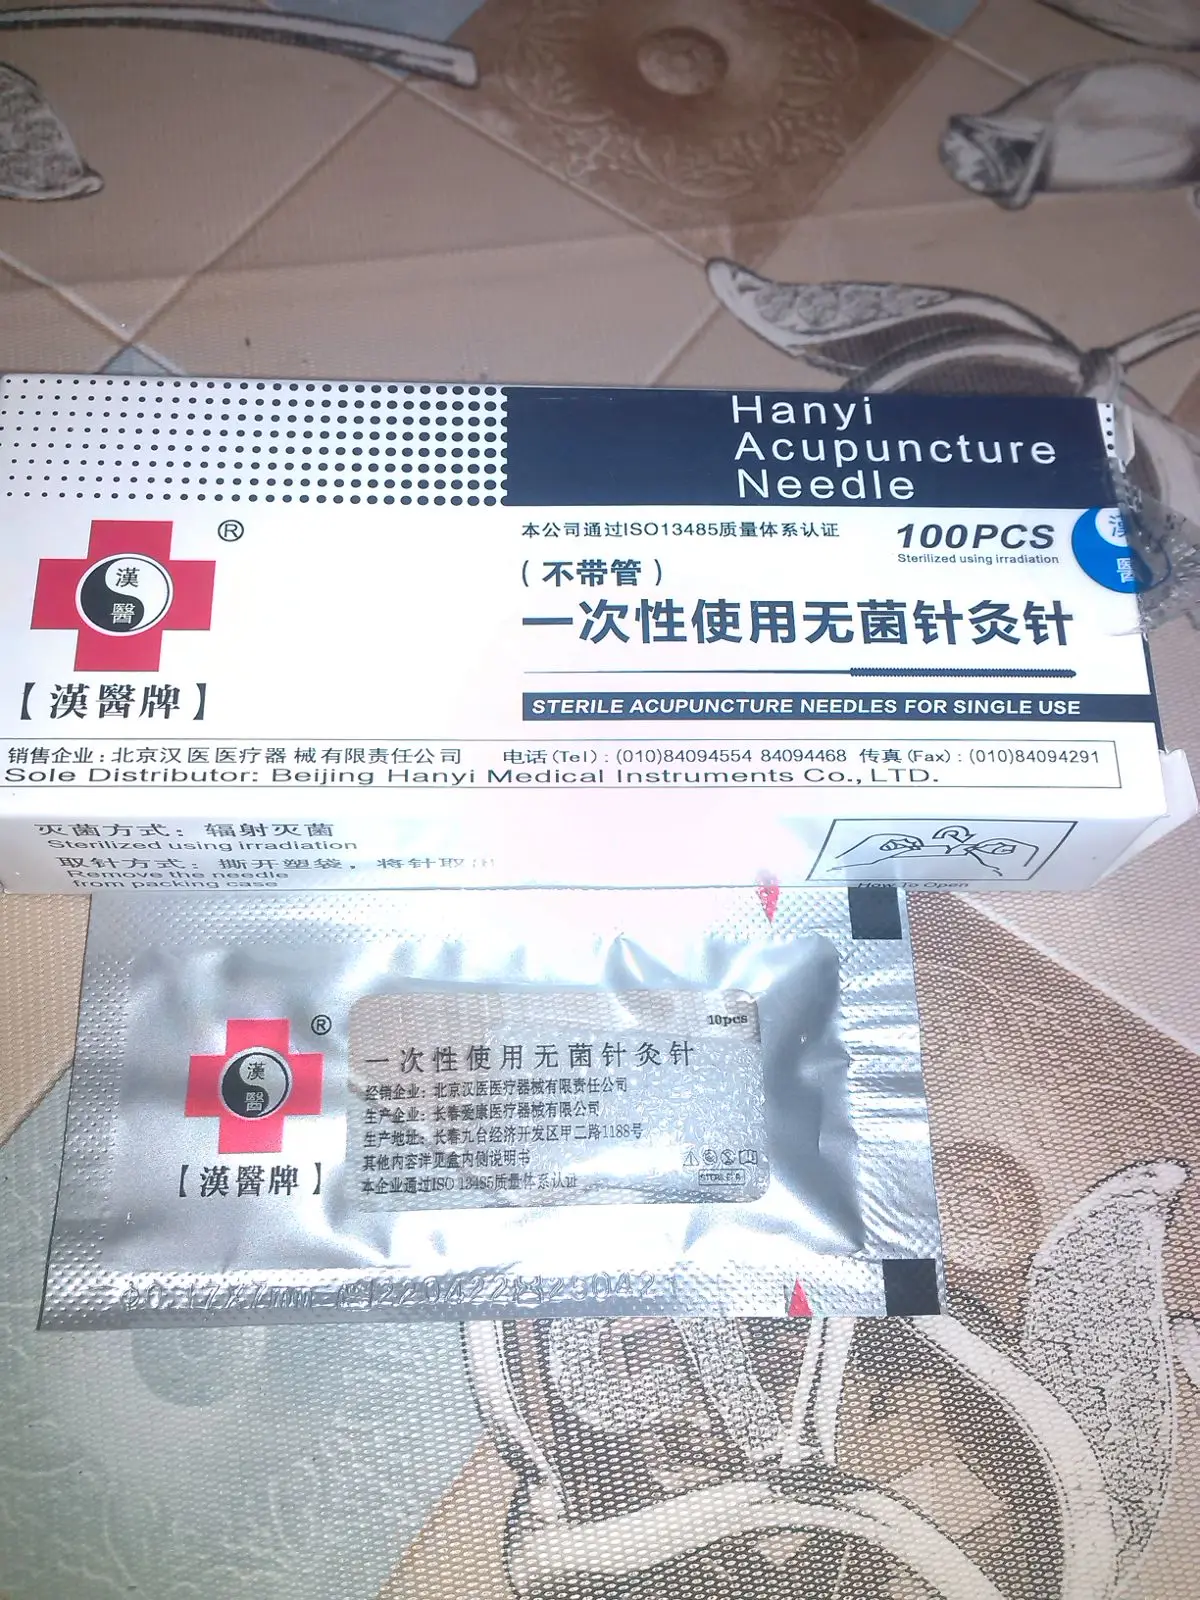 Hanyi
Acupuncture
Needle
本公司通过ISO13485质量体系认证
100PCS
Sterilized using irradiation
(不带管)
一次性使用无菌针灸针
STERILE ACUPUNCTURE NEEDLES FOR SINGLE USE
漢
醫
®
【漢醫牌】
漢
醫
销售企业:北京汉医医疗器械有限责任公司 电话(Tel):(010)84094554 84094468 传真(Fax):(010)84094291
Sole Distributor: Beijing Hanyi Medical Instruments Co.,LTD.
灭菌方式: 辐射灭菌
Sterilized using irradiation
取针方式: 撕开塑袋, 将针取出
Remove the needle
from packing case
How To Open
漢
醫
®
【漢醫牌】
10pcs
一次性使用无菌针灸针
经销企业: 北京汉医医疗器械有限责任公司
生产企业: 长春爱康医疗器械有限公司
生产地址: 长春九台经济开发区甲二路1188号
其他内容详见盒内侧说明书
本企业通过ISO 13485质量体系认证
STERILE R
Φ0.17X7mm 220422 250421